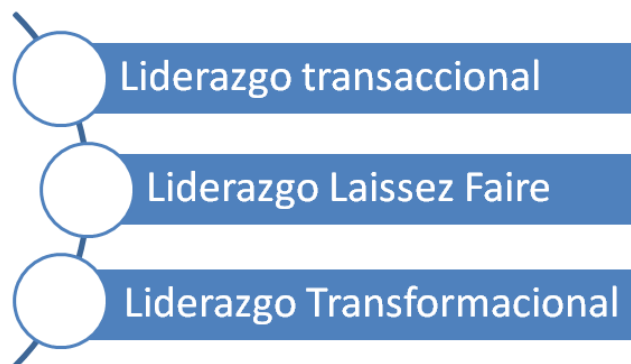 Liderazgo transaccional
Liderazgo Laissez Faire
Liderazgo Transformacional